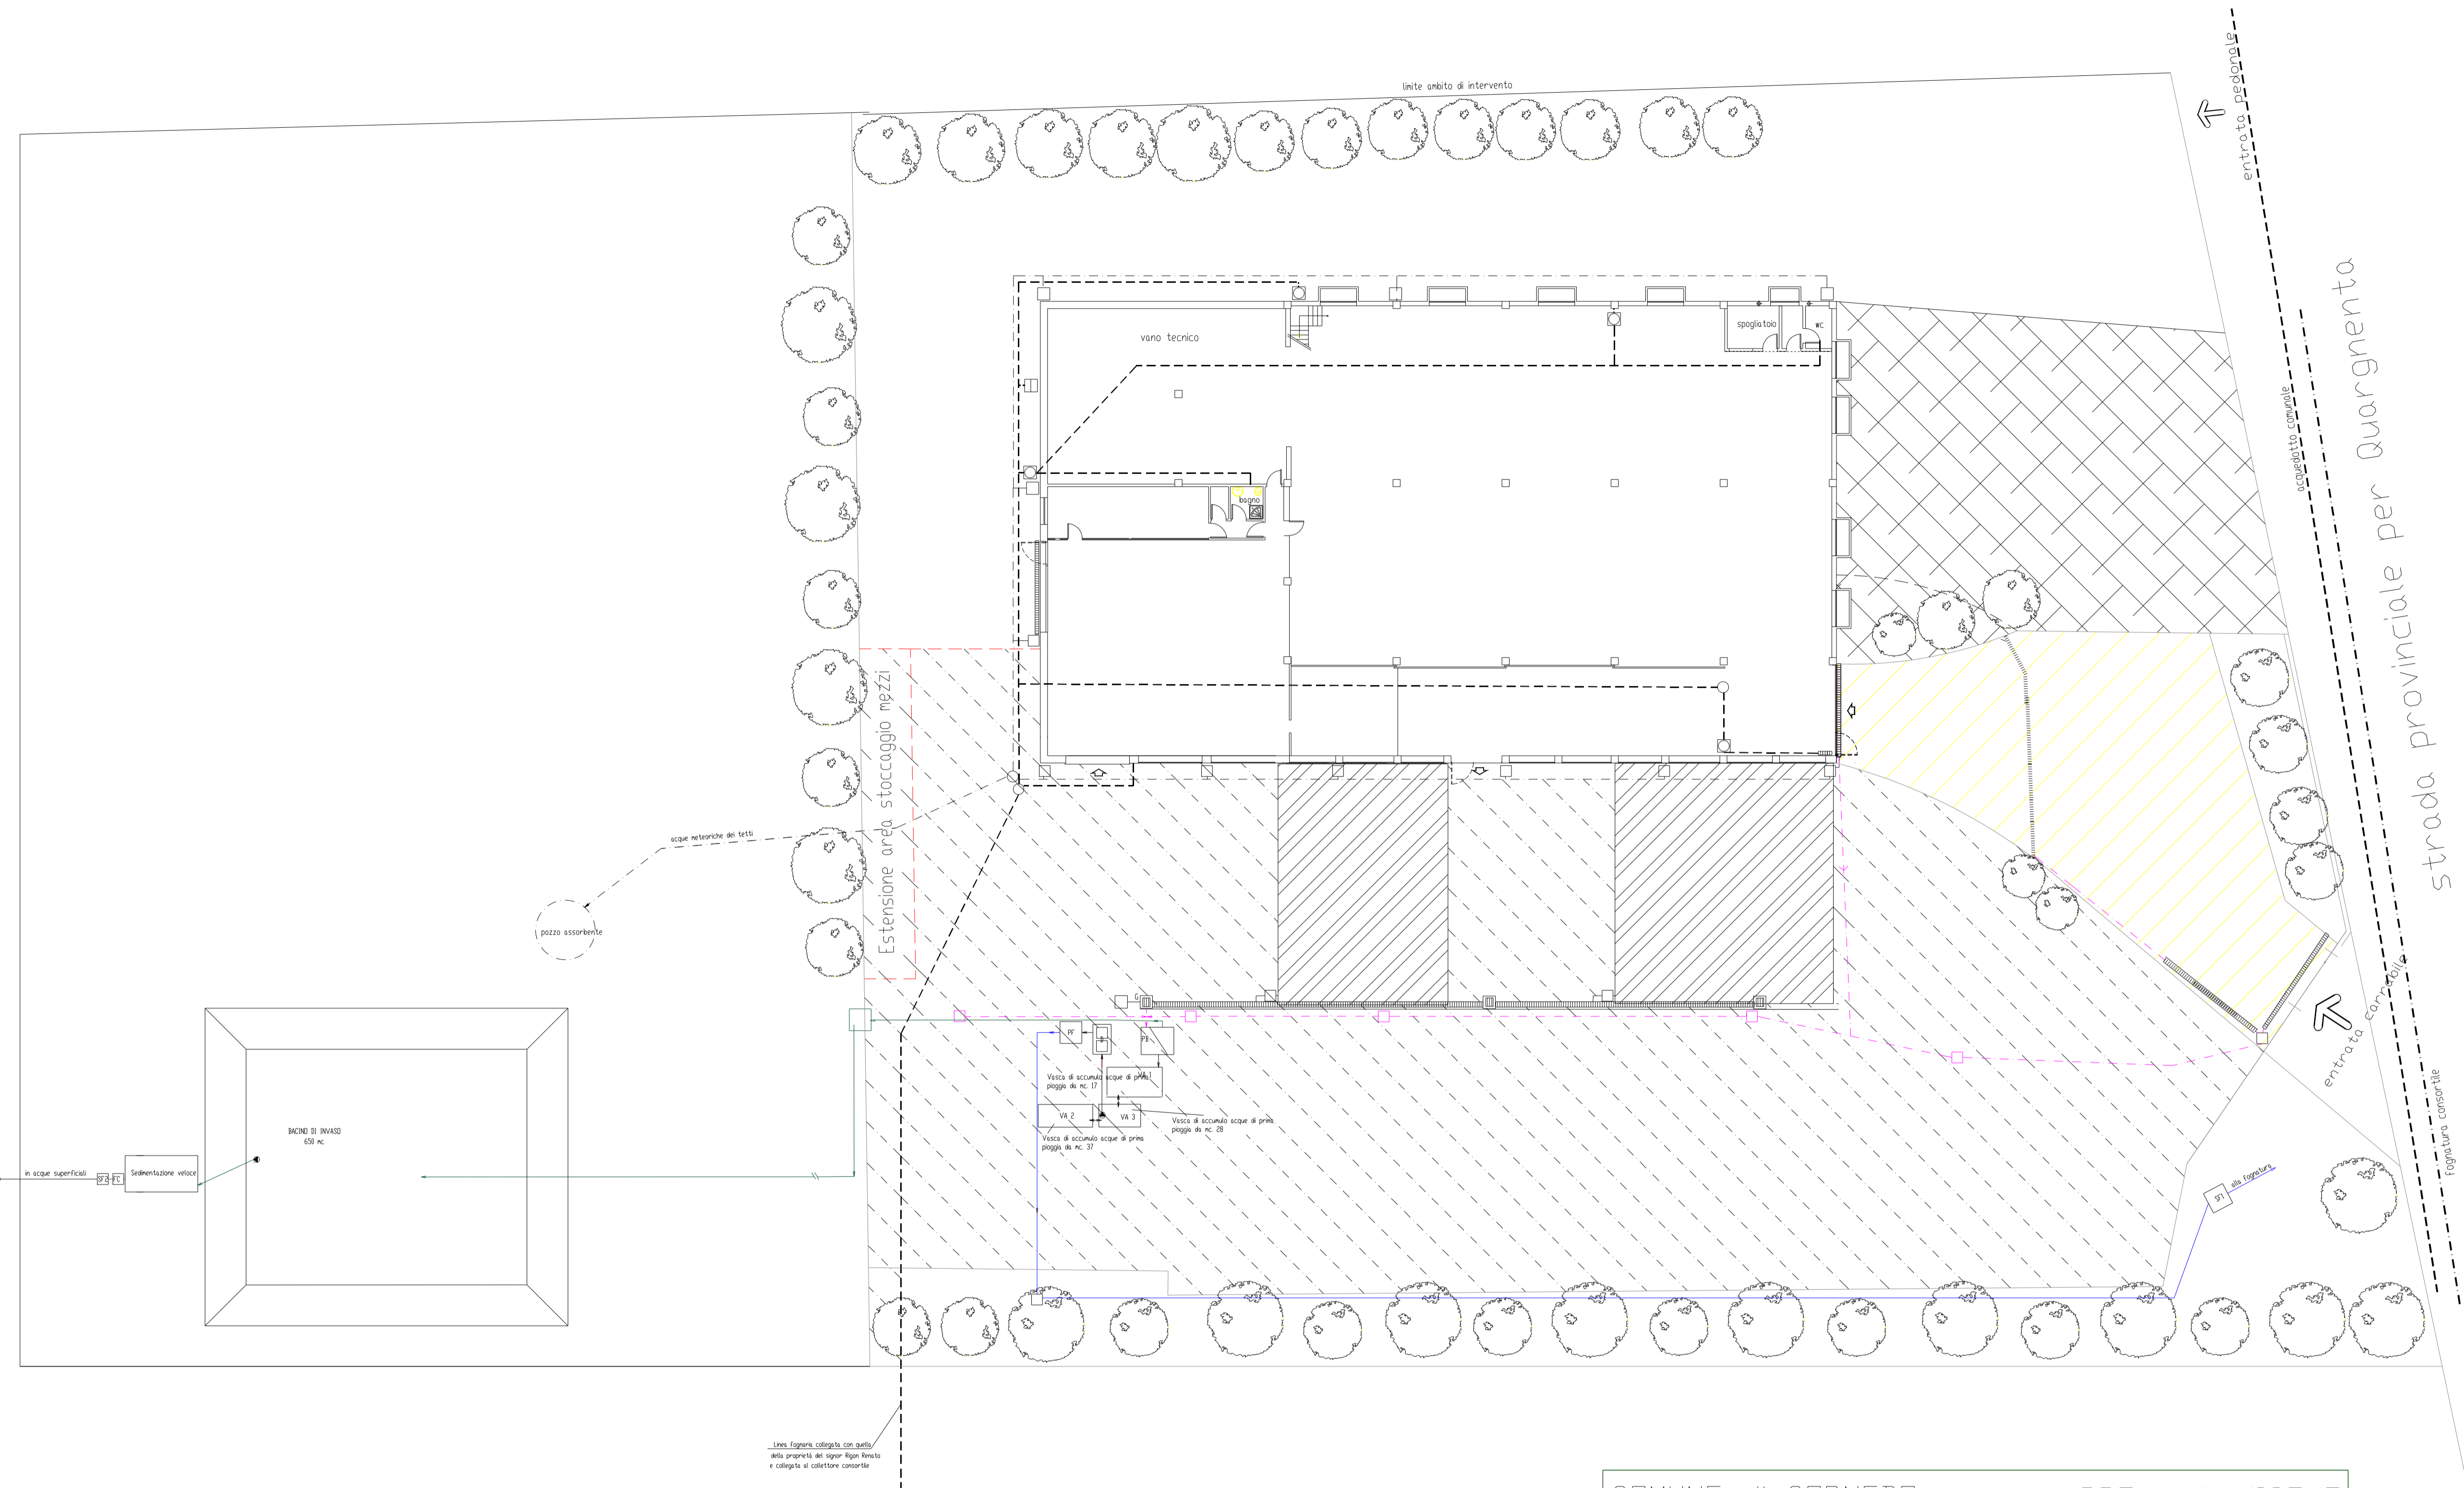 limite ambito di intervento
entrata pedonale
strada provinciale per Quargnenta
acquedotto comunale
vano tecnico
spogliatoio
WC
bagno
Estensione area stoccaggio mezzi
acque meteoriche dei tetti
pozzo assorbente
entrata carrabile
fognatura consortile
G
PF
D
PB
VA 1
Vasca di accumulo acque di prima
pioggia da mc. 17
VA 2
VA 3
Vasca di accumulo acque di prima
pioggia da mc. 28
Vasca di accumulo acque di prima
pioggia da mc. 37
BACINO DI INVASO
650 mc
in acque superficiali
SF2
FC
Sedimentazione veloce
SF1
alla fognatura
Linea fognaria collegata con quella
della proprietà del signor Rigon Renato
e collegata al collettore consortile